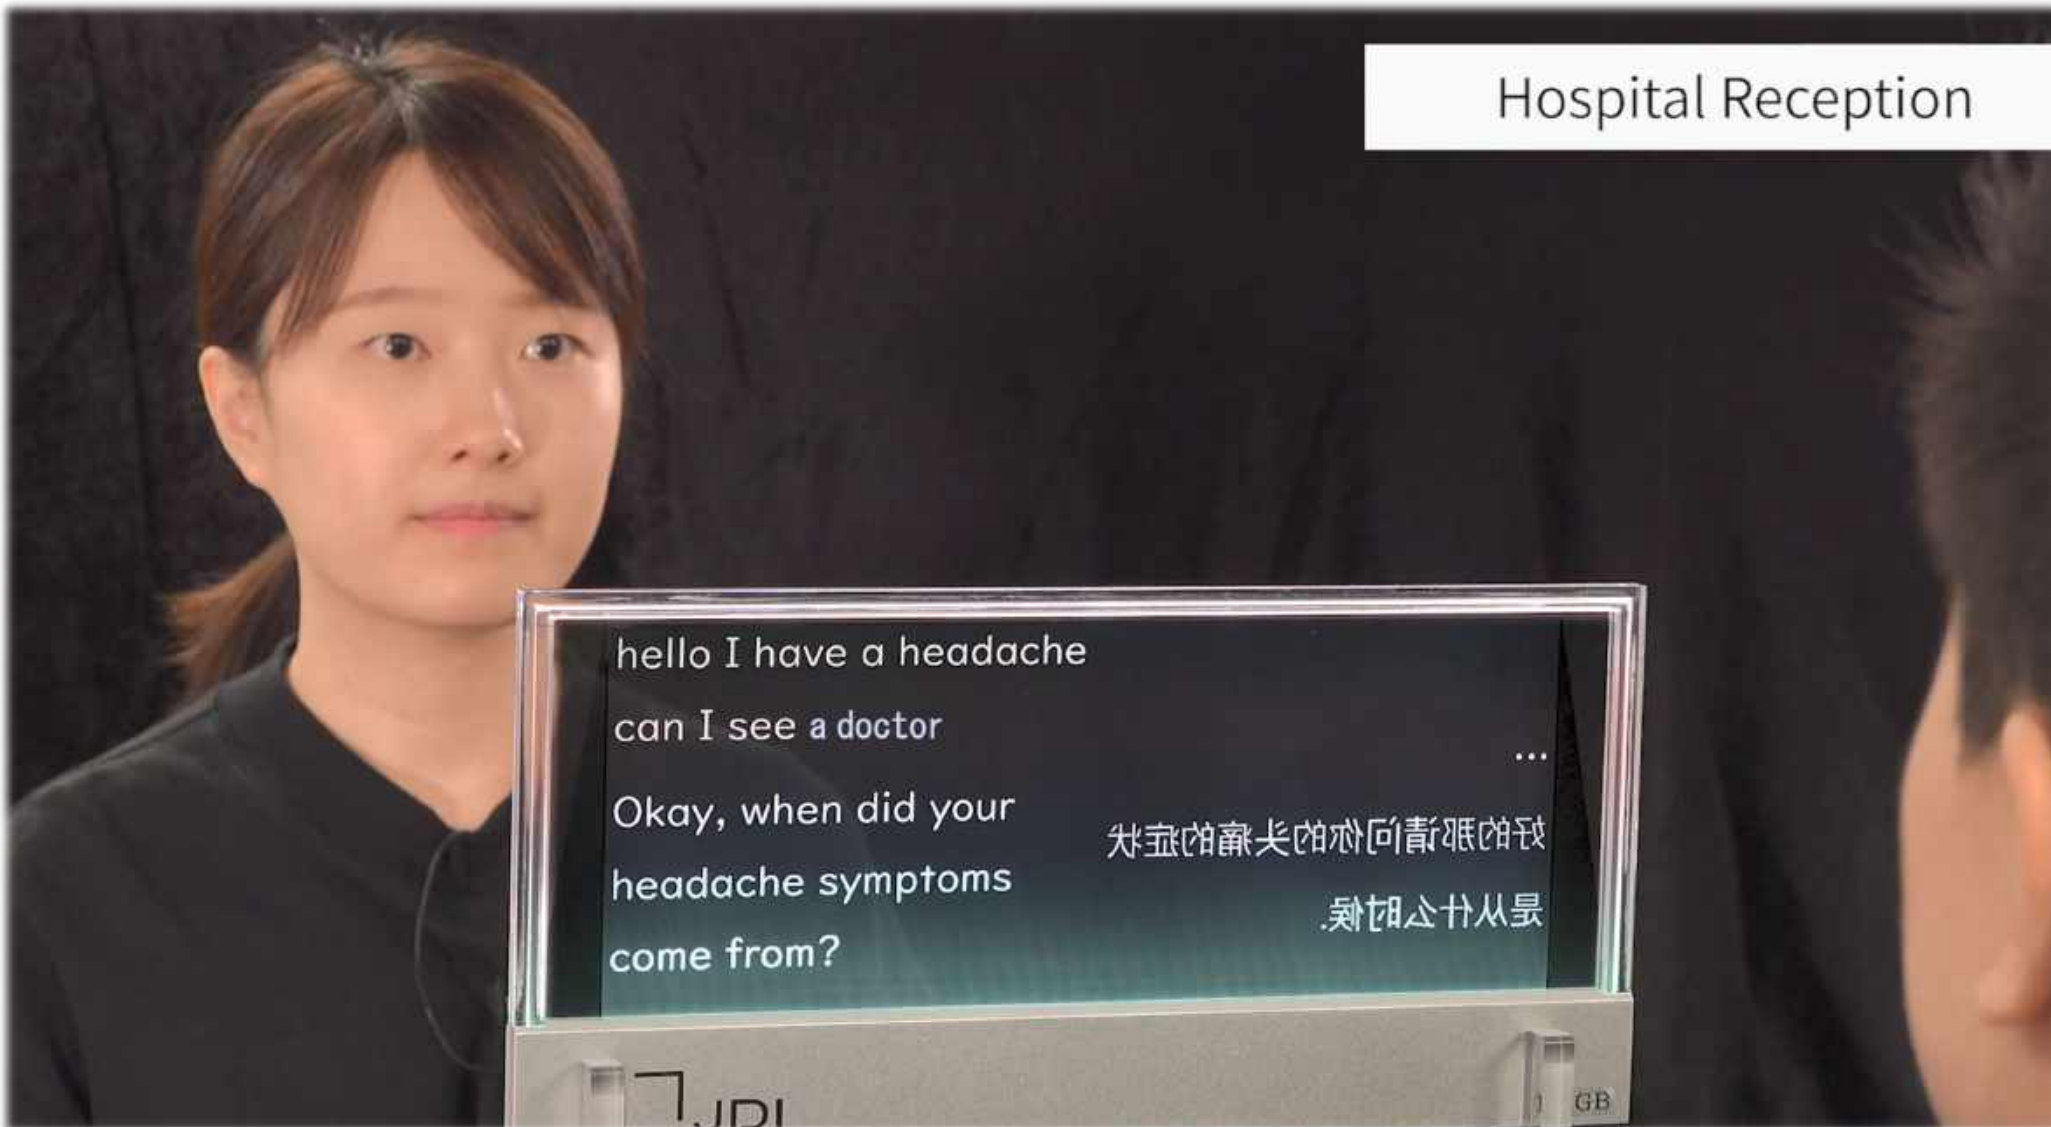 Hospital Reception
hello I have a headache
can I see a doctor
...
Okay, when did your
headache symptoms
come from?
好的那请问你的头痛的症状
是从什么时候.
JDI
GB